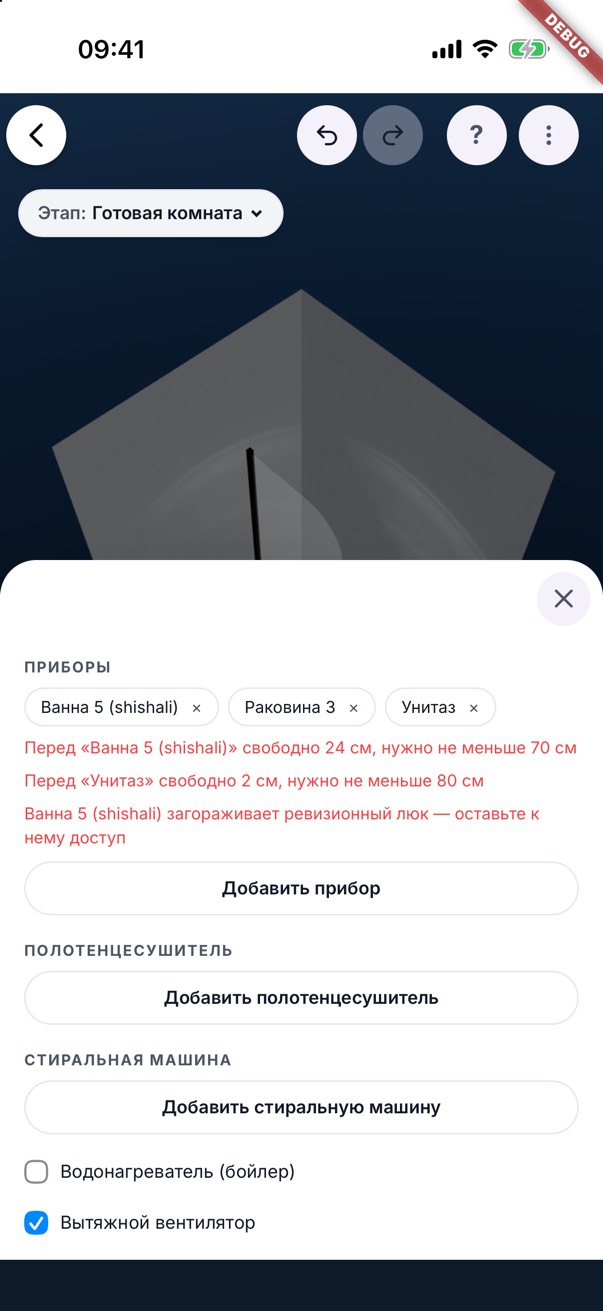 09:41
DEBUG
?
Этап: Готовая комната
ПРИБОРЫ
Ванна 5 (shishali) ×
Раковина 3 ×
Унитаз ×
Перед «Ванна 5 (shishali)» свободно 24 см, нужно не меньше 70 см
Перед «Унитаз» свободно 2 см, нужно не меньше 80 см
Ванна 5 (shishali) загораживает ревизионный люк — оставьте к
нему доступ
Добавить прибор
ПОЛОТЕНЦЕСУШИТЕЛЬ
Добавить полотенцесушитель
СТИРАЛЬНАЯ МАШИНА
Добавить стиральную машину
Водонагреватель (бойлер)
Вытяжной вентилятор